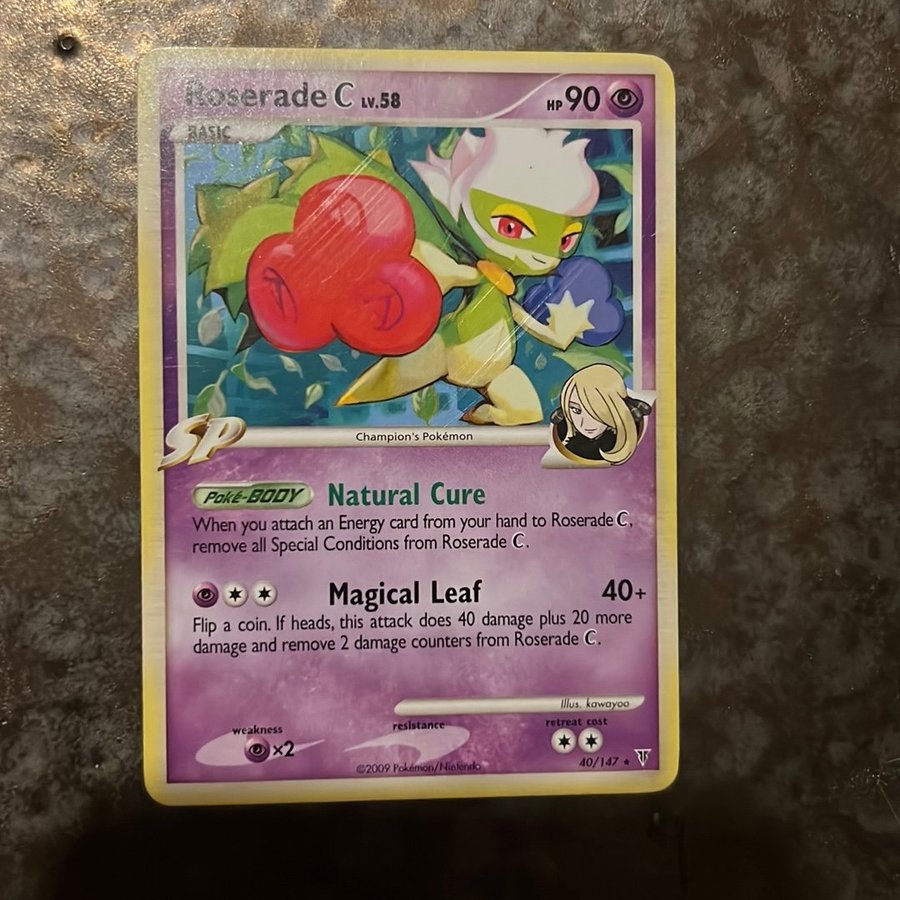 Roserade C LV.58
HP 90
BASIC
SP
Champion's Pokémon
Poké-BODY Natural Cure
When you attach an Energy card from your hand to Roserade C,
remove all Special Conditions from Roserade C.
Magical Leaf 40+
Flip a coin. If heads, this attack does 40 damage plus 20 more
damage and remove 2 damage counters from Roserade C.
Illus. kawayoo
weakness resistance retreat cost
×2
40/147
©2009 Pokémon/Nintendo